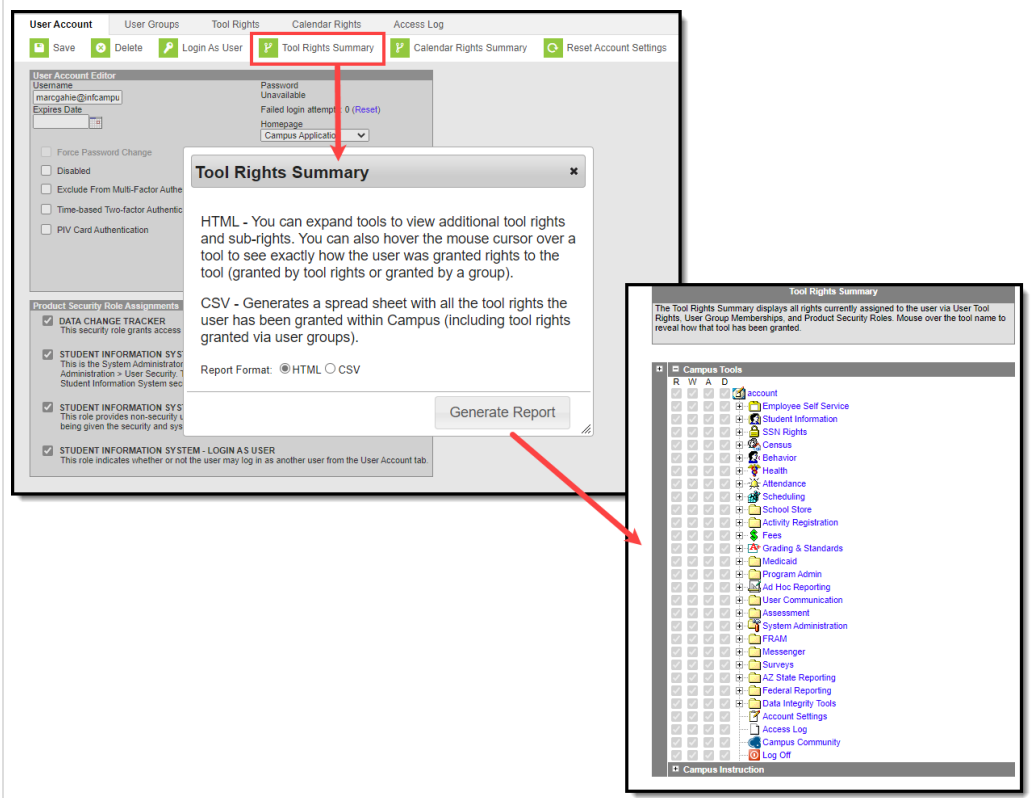 User Account User Groups Tool Rights Calendar Rights Access Log
Save Delete Login As User Tool Rights Summary Calendar Rights Summary Reset Account Settings
User Account Editor
Username
marcgahie@infcampu
Expires Date
Password
Unavailable
Failed login attempt 0 (Reset)
Homepage
Campus Applicatio
Force Password Change
Disabled
Exclude From Multi-Factor Authe
Time-based Two-factor Authentic
PIV Card Authentication
Product Security Role Assignments
DATA CHANGE TRACKER
This security role grants access
STUDENT INFORMATION SYS
This is the System Administrator
Administration > User Security. T
Student Information System sec
STUDENT INFORMATION SYS
This role provides non-security u
being given the security and sys
STUDENT INFORMATION SYSTEM - LOGIN AS USER
This role indicates whether or not the user may log in as another user from the User Account tab.
Tool Rights Summary
HTML - You can expand tools to view additional tool rights
and sub-rights. You can also hover the mouse cursor over a
tool to see exactly how the user was granted rights to the
tool (granted by tool rights or granted by a group).
CSV - Generates a spread sheet with all the tool rights the
user has been granted within Campus (including tool rights
granted via user groups).
Report Format: HTML CSV
Generate Report
Tool Rights Summary
The Tool Rights Summary displays all rights currently assigned to the user via User Tool
Rights, User Group Memberships, and Product Security Roles. Mouse over the tool name to
reveal how that tool has been granted.
Campus Tools
R W A D
account
Employee Self Service
Student Information
SSN Rights
Census
Behavior
Health
Attendance
Scheduling
School Store
Activity Registration
Fees
Grading & Standards
Medicaid
Program Admin
Ad Hoc Reporting
User Communication
Assessment
System Administration
FRAM
Messenger
Surveys
AZ State Reporting
Federal Reporting
Data Integrity Tools
Account Settings
Access Log
Campus Community
Log Off
Campus Instruction